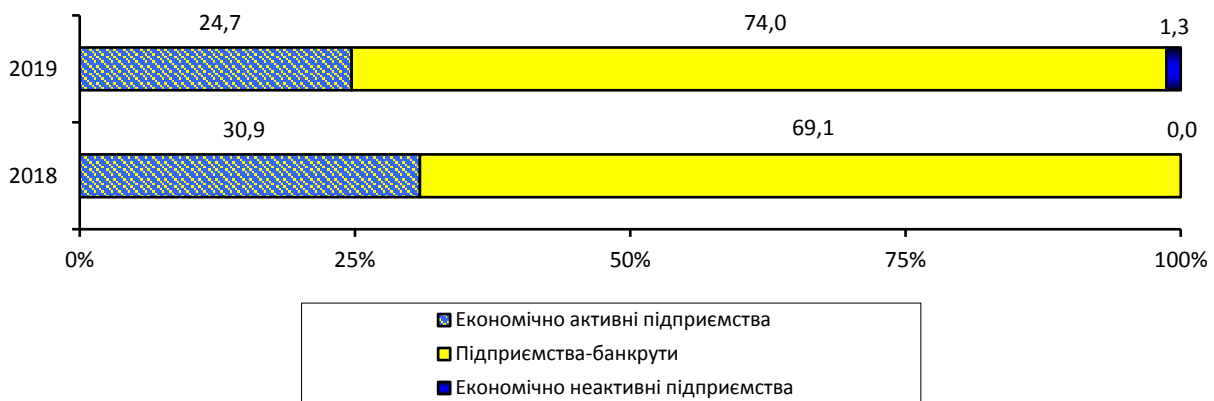 24,7 74,0 1,3
2019
30,9 69,1 0,0
2018
0% 25% 50% 75% 100%
Економічно активні підприємства
Підприємства-банкрути
Економічно неактивні підприємства